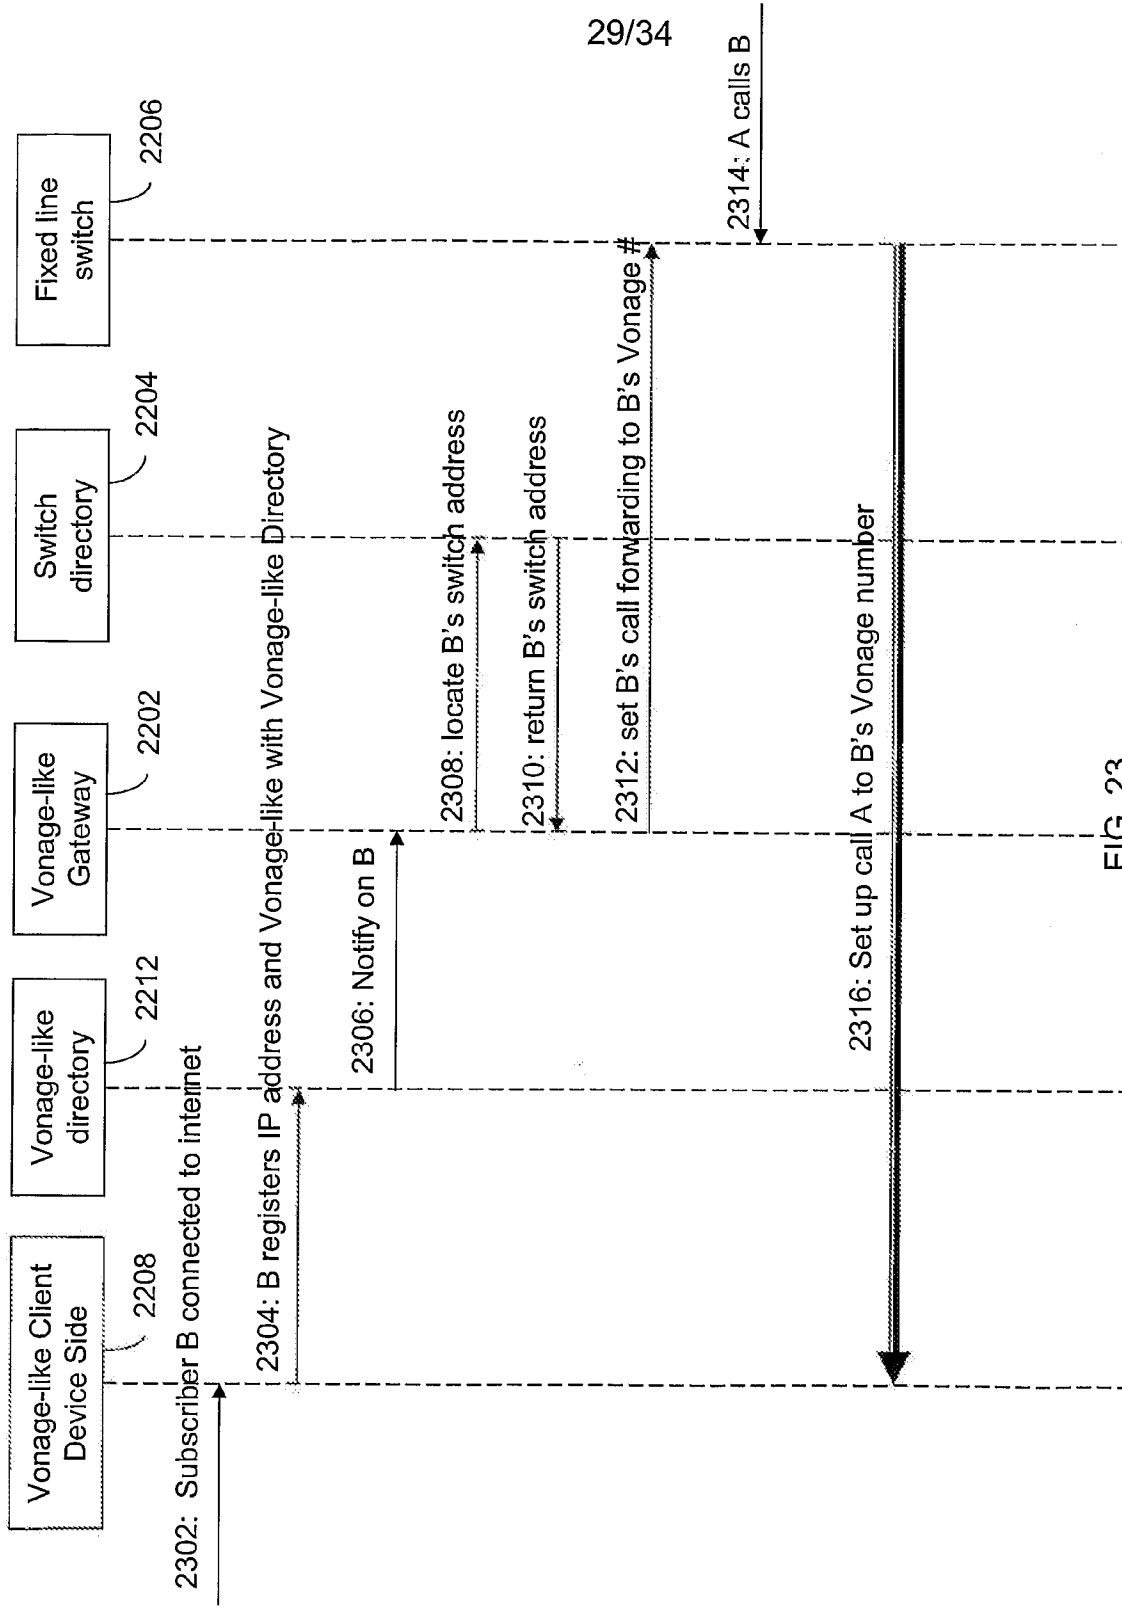 29/34
Vonage-like Client
Device Side
2208
Vonage-like
directory
2212
Vonage-like
Gateway
2202
Switch
directory
2204
Fixed line
switch
2206
2302: Subscriber B connected to internet
2304: B registers IP address and Vonage-like with Vonage-like Directory
2306: Notify on B
2308: locate B's switch address
2310: return B's switch address
2312: set B's call forwarding to B's Vonage #
2314: A calls B
2316: Set up call A to B's Vonage number
FIG. 23